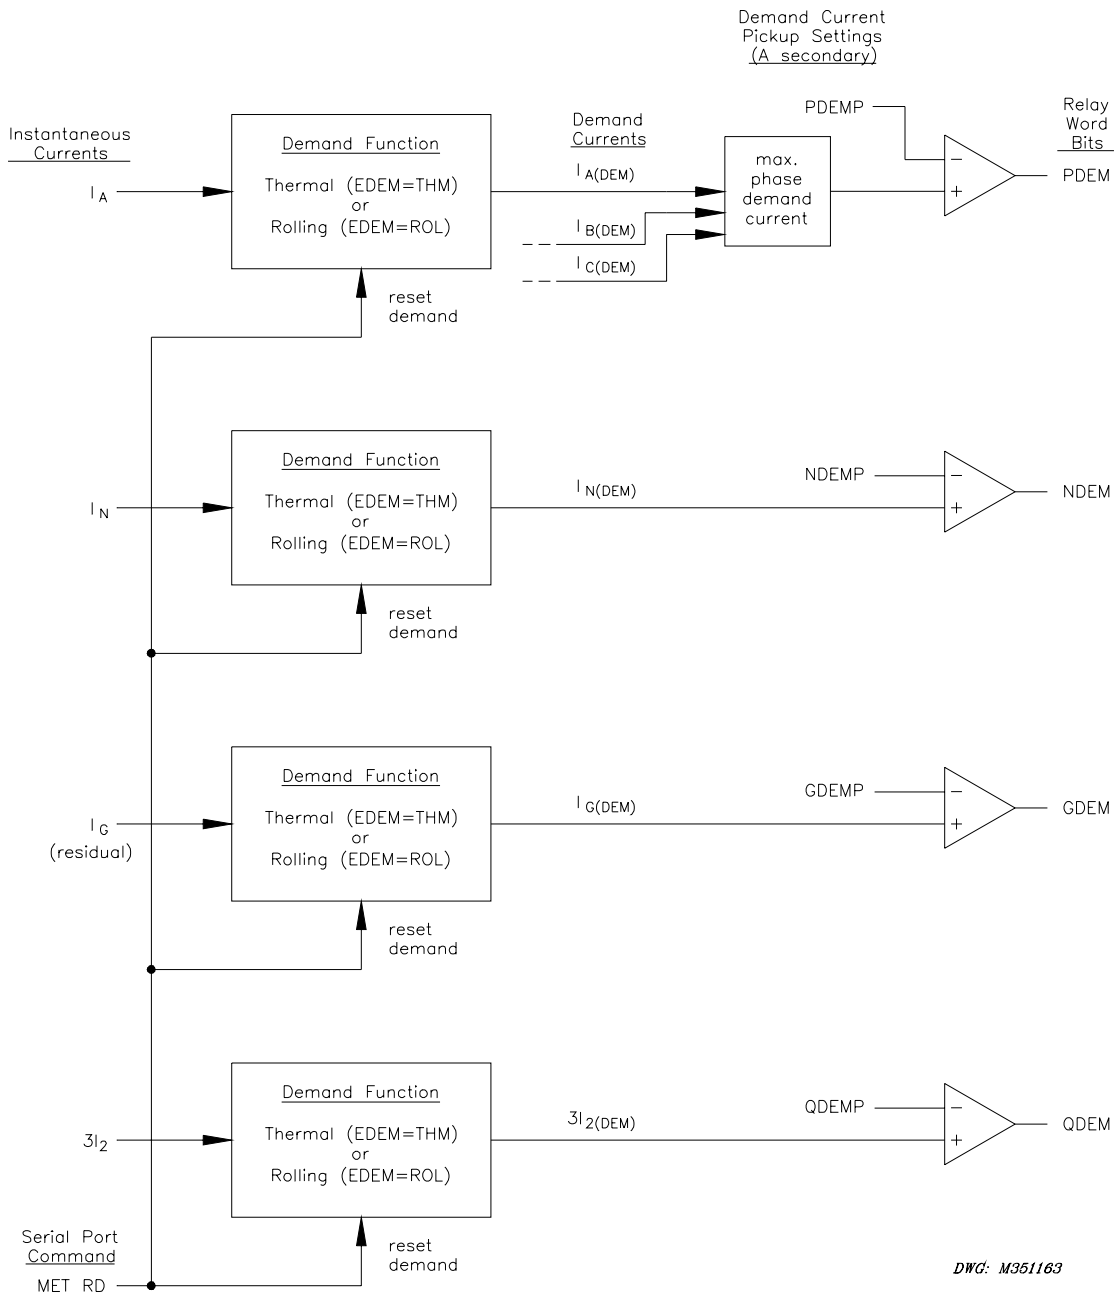 Demand Current
Pickup Settings
(A secondary)
Instantaneous
Currents
Demand
Currents
Relay
Word
Bits
Demand Function
Thermal (EDEM=THM)
or
Rolling (EDEM=ROL)
I A
I A(DEM)
I B(DEM)
I C(DEM)
max.
phase
demand
current
PDEMP
−
+
PDEM
reset
demand
Demand Function
Thermal (EDEM=THM)
or
Rolling (EDEM=ROL)
I N
I N(DEM)
NDEMP
−
+
NDEM
reset
demand
Demand Function
Thermal (EDEM=THM)
or
Rolling (EDEM=ROL)
I G
(residual)
I G(DEM)
GDEMP
−
+
GDEM
reset
demand
Demand Function
Thermal (EDEM=THM)
or
Rolling (EDEM=ROL)
3I2
3I2(DEM)
QDEMP
−
+
QDEM
reset
demand
Serial Port
Command
MET RD
DWG: M351163